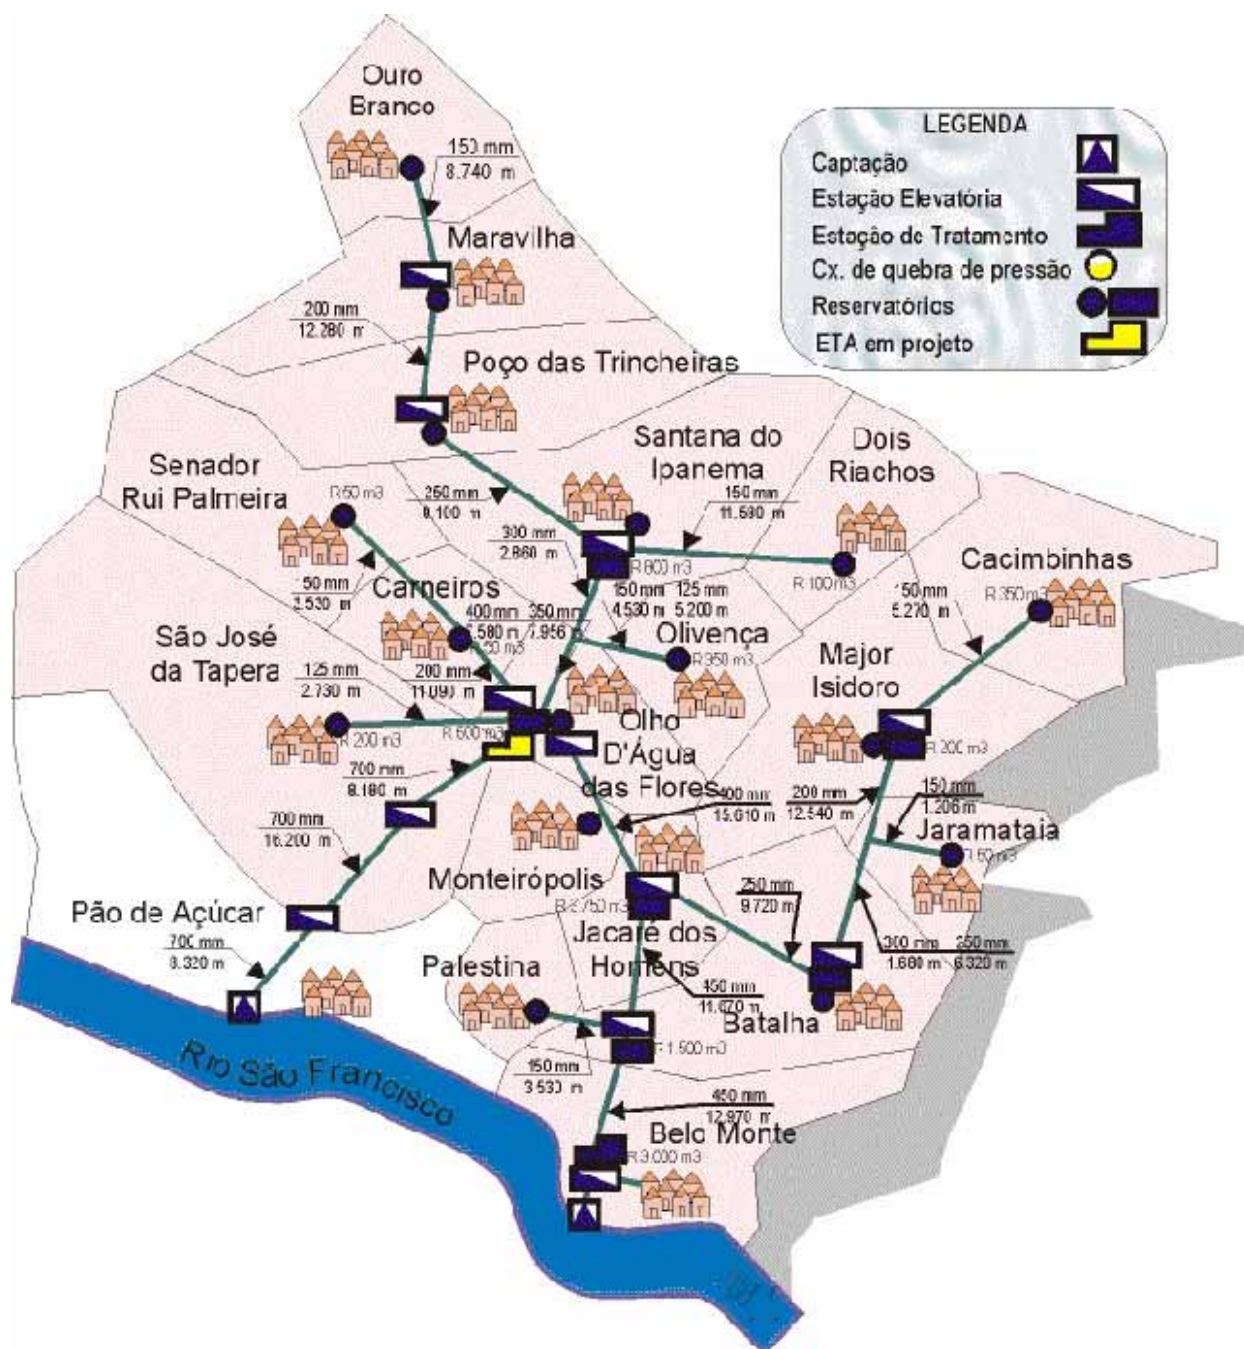 Ouro
Branco
150 mm
8.740 m
LEGENDA
Captação
Estação Elevatória
Estação de Tratamento
Cx. de quebra de pressão
Reservatórios
ETA em projeto
Maravilha
200 mm
12.280 m
Poço das Trincheiras
Santana do
Ipanema
Dois
Riachos
Senador
Rui Palmeira
R 50 m3
250 mm
150 mm
11.580 m
300 mm
2.860 m
R 800 m3
R 100 m3
Cacimbinhas
R 350 m3
50 mm
5.270 m
50 mm
Carneiros
150 mm
4.530 m
125 mm
5.200 m
400 mm
350 mm
São José
da Tapera
Olivença
R 350 m3
Major
Isidoro
125 mm
2.730 m
200 mm
11.090 m
R 200 m3
R 600 m3
Olho
D'Água
das Flores
R 200 m3
700 mm
8.180 m
400 mm
15.610 m
200 mm
12.540 m
150 mm
1.206 m
700 mm
16.200 m
Jaramataia
Monteirópolis
250 mm
9.720 m
Pão de Açúcar
700 mm
8.320 m
Jacaré dos
Homens
300 mm
1.680 m
250 mm
6.320 m
Palestina
450 mm
11.670 m
Batalha
1.500 m3
150 mm
3.530 m
Rio São Francisco
450 mm
12.970 m
Belo Monte
R 3.000 m3